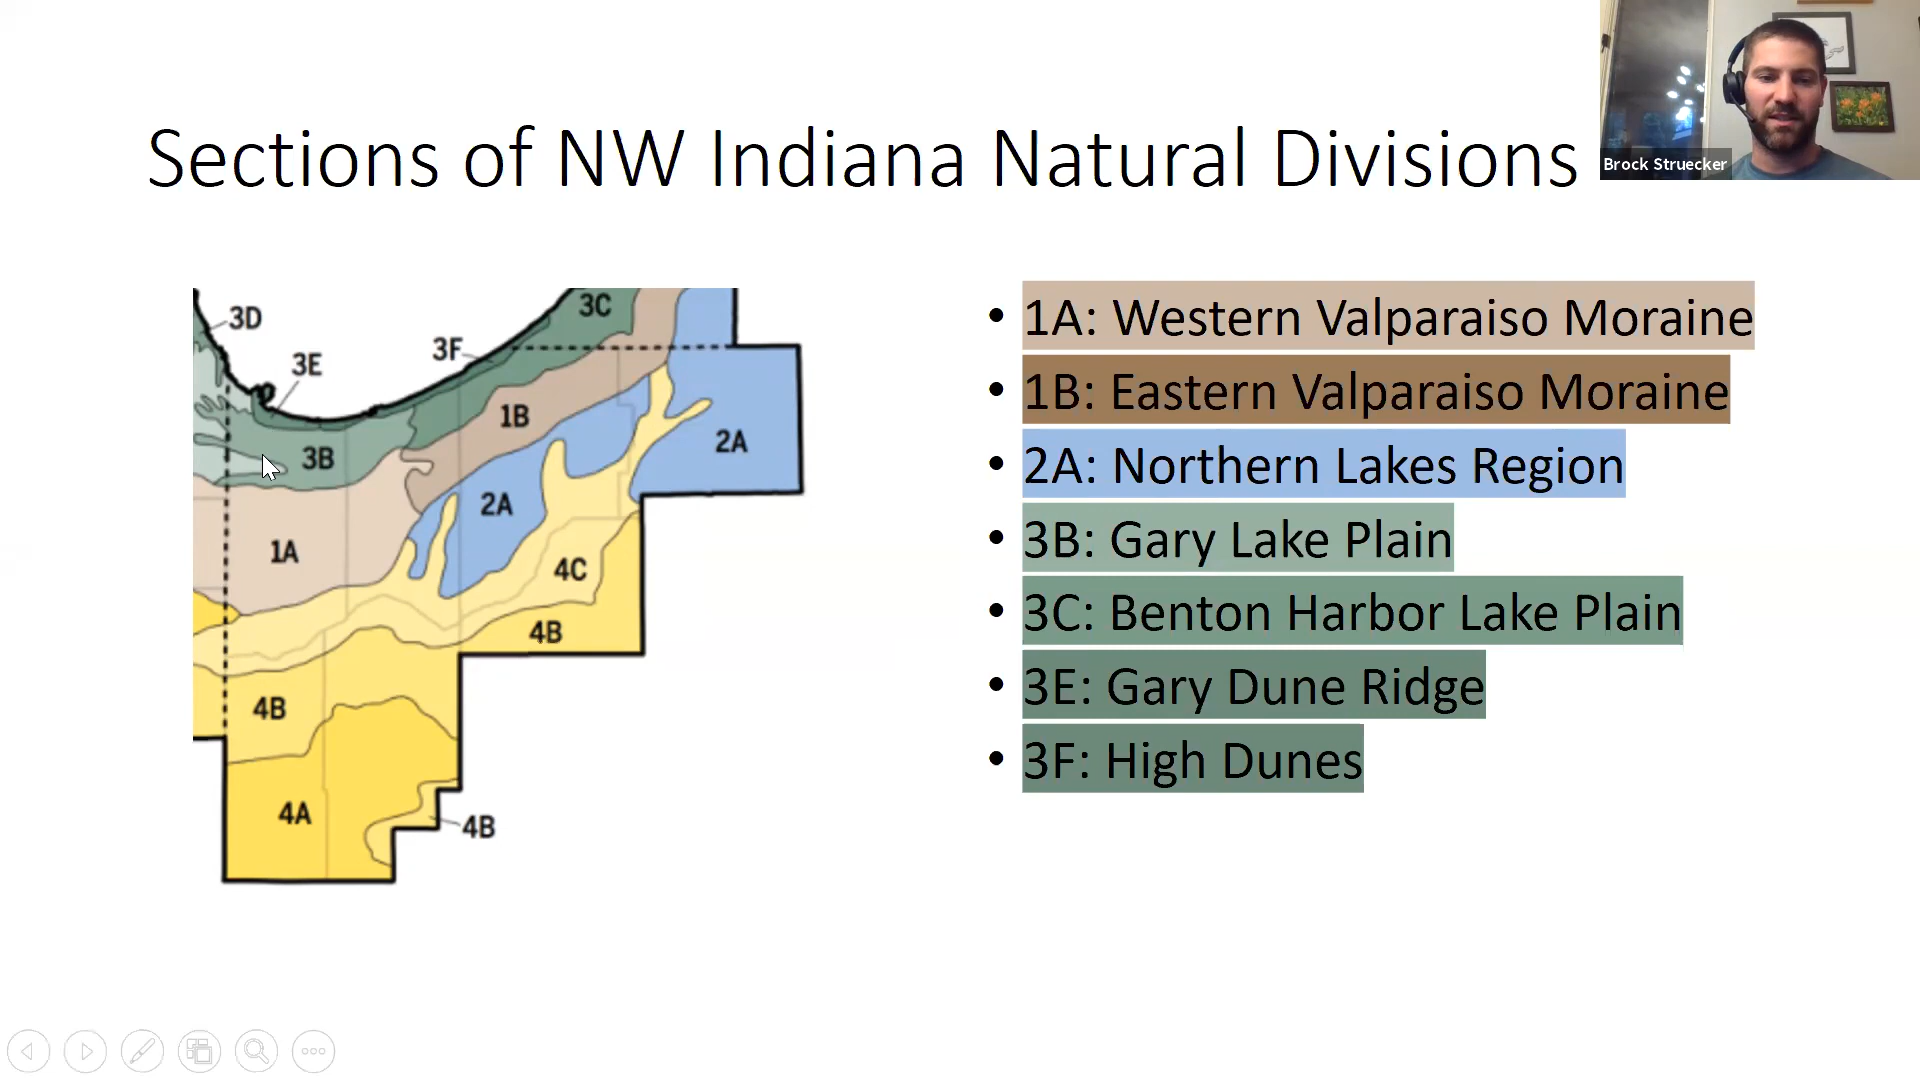 Sections of NW Indiana Natural Divisions
Brock Struecker
3D
3E
3F
3C
3B
1B
2A
2A
1A
4C
4B
4B
4A
4B
• 1A: Western Valparaiso Moraine
• 1B: Eastern Valparaiso Moraine
• 2A: Northern Lakes Region
• 3B: Gary Lake Plain
• 3C: Benton Harbor Lake Plain
• 3E: Gary Dune Ridge
• 3F: High Dunes